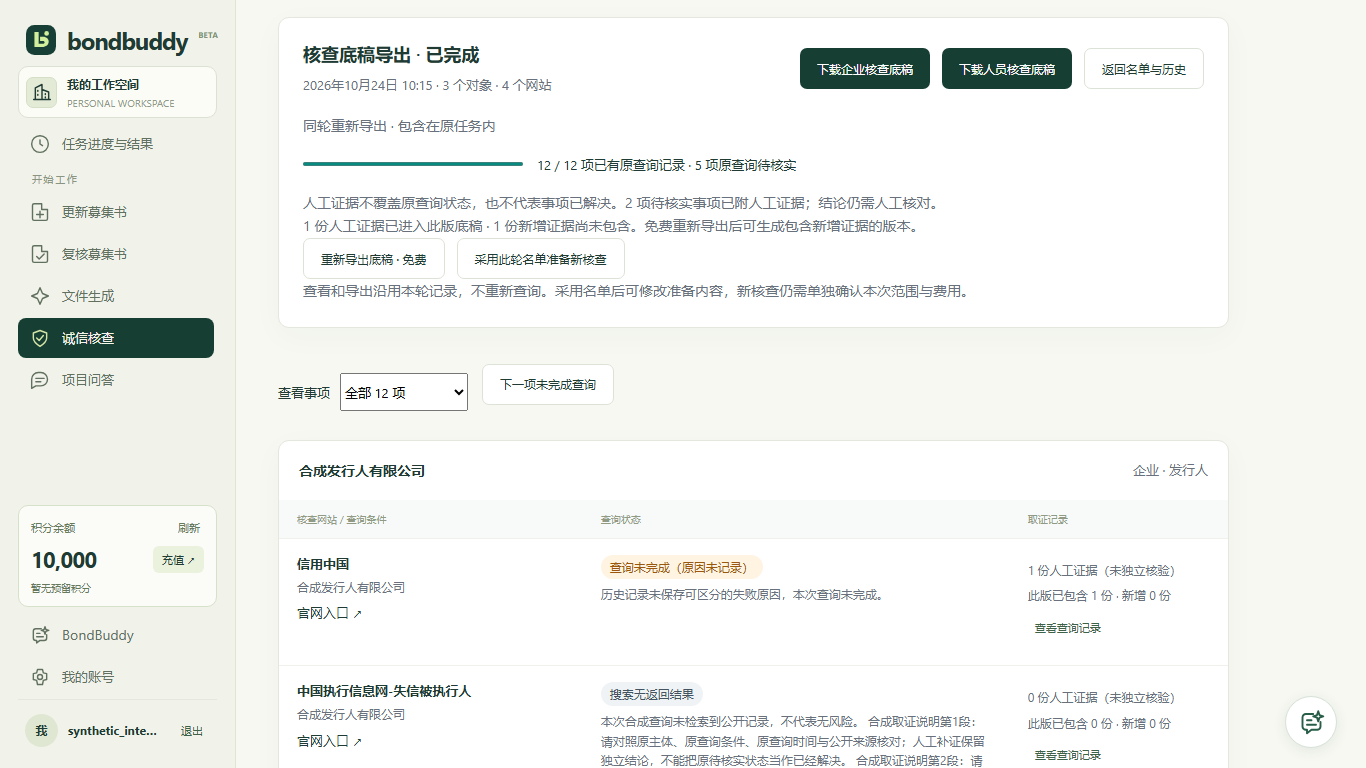 bondbuddy BETA
我的工作空间
PERSONAL WORKSPACE
任务进度与结果
开始工作
更新募集书
复核募集书
文件生成
诚信核查
项目问答
积分余额 刷新
10,000 充值 ↗
暂无预留积分
BondBuddy
我的账号
我 synthetic_inte... 退出
核查底稿导出 · 已完成
2026年10月24日 10:15 · 3 个对象 · 4 个网站
下载企业核查底稿 下载人员核查底稿 返回名单与历史
同轮重新导出 · 包含在原任务内
12 / 12 项已有原查询记录 · 5 项原查询待核实
人工证据不覆盖原查询状态，也不代表事项已解决。2 项待核实事项已附人工证据；结论仍需人工核对。
1 份人工证据已进入此版底稿 · 1 份新增证据尚未包含。免费重新导出后可生成包含新增证据的版本。
重新导出底稿 · 免费 采用此轮名单准备新核查
查看和导出沿用本轮记录，不重新查询。采用名单后可修改准备内容，新核查仍需单独确认本次范围与费用。
查看事项 全部 12 项 下一项未完成查询
合成发行人有限公司 企业 · 发行人
核查网站 / 查询条件 查询状态 取证记录
信用中国
合成发行人有限公司
官网入口 ↗
查询未完成（原因未记录）
历史记录未保存可区分的失败原因，本次查询未完成。
1 份人工证据（未独立核验）
此版已包含 1 份 · 新增 0 份
查看查询记录
中国执行信息网-失信被执行人
合成发行人有限公司
官网入口 ↗
搜索无返回结果
本次合成查询未检索到公开记录，不代表无风险。 合成取证说明第1段：
请对照原主体、原查询条件、原查询时间与公开来源核对；人工补证保留
独立结论，不能把原待核实状态当作已经解决。 合成取证说明第2段：请
0 份人工证据（未独立核验）
此版已包含 0 份 · 新增 0 份
查看查询记录